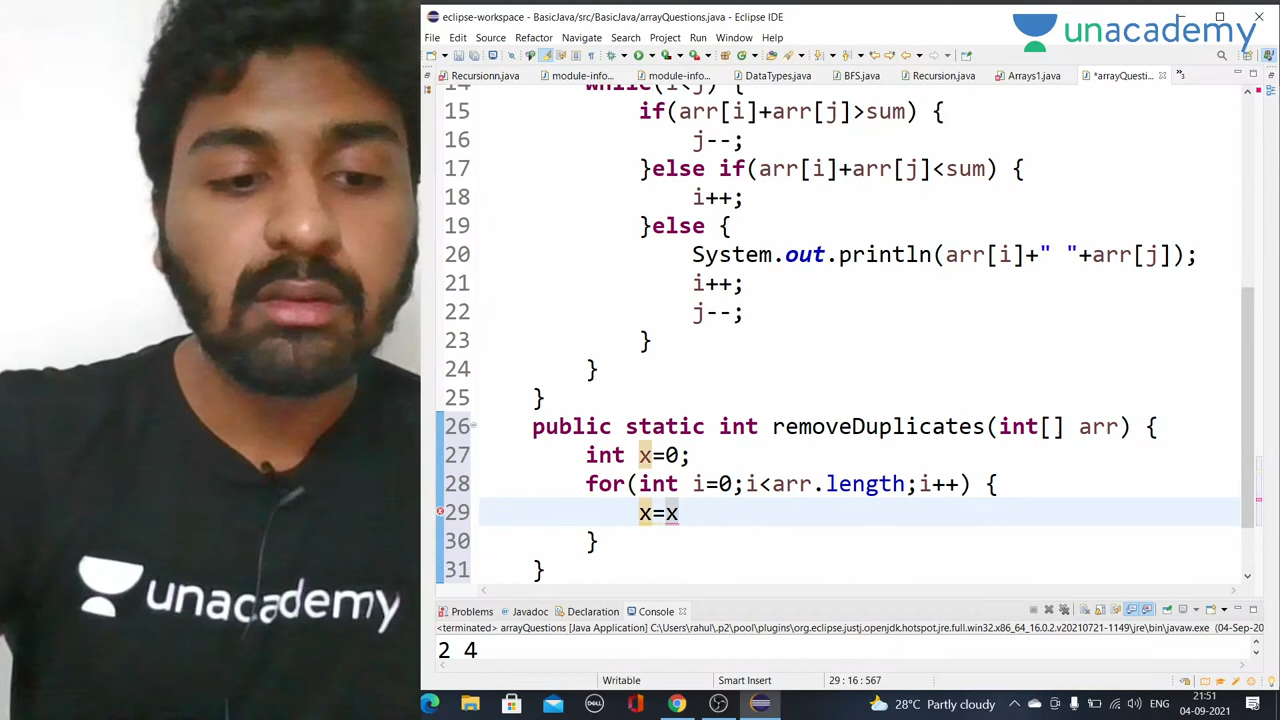 eclipse-workspace - BasicJava/src/BasicJava/arrayQuestions.java - Eclipse IDE
unacademy
File Edit Source Refactor Navigate Search Project Run Window Help
Recursionn.java module-info... module-info... DataTypes.java BFS.java Recursion.java Arrays1.java *arrayQuesti...
14 while(i<j) {
15 if(arr[i]+arr[j]>sum) {
16 j--;
17 }else if(arr[i]+arr[j]<sum) {
18 i++;
19 }else {
20 System.out.println(arr[i]+" "+arr[j]);
21 i++;
22 j--;
23 }
24 }
25 }
26 public static int removeDuplicates(int[] arr) {
27 int x=0;
28 for(int i=0;i<arr.length;i++) {
29 x=x
30 }
31 }
unacademy
Problems Javadoc Declaration Console
<terminated> arrayQuestions [Java Application] C:\Users\rahul\.p2\pool\plugins\org.eclipse.justj.openjdk.hotspot.jre.full.win32.x86_64_16.0.2.v20210721-1149\jre\bin\javaw.exe (04-Sep-20
2 4
Writable Smart Insert 29 : 16 : 567
28°C Partly cloudy ENG 21:51
04-09-2021